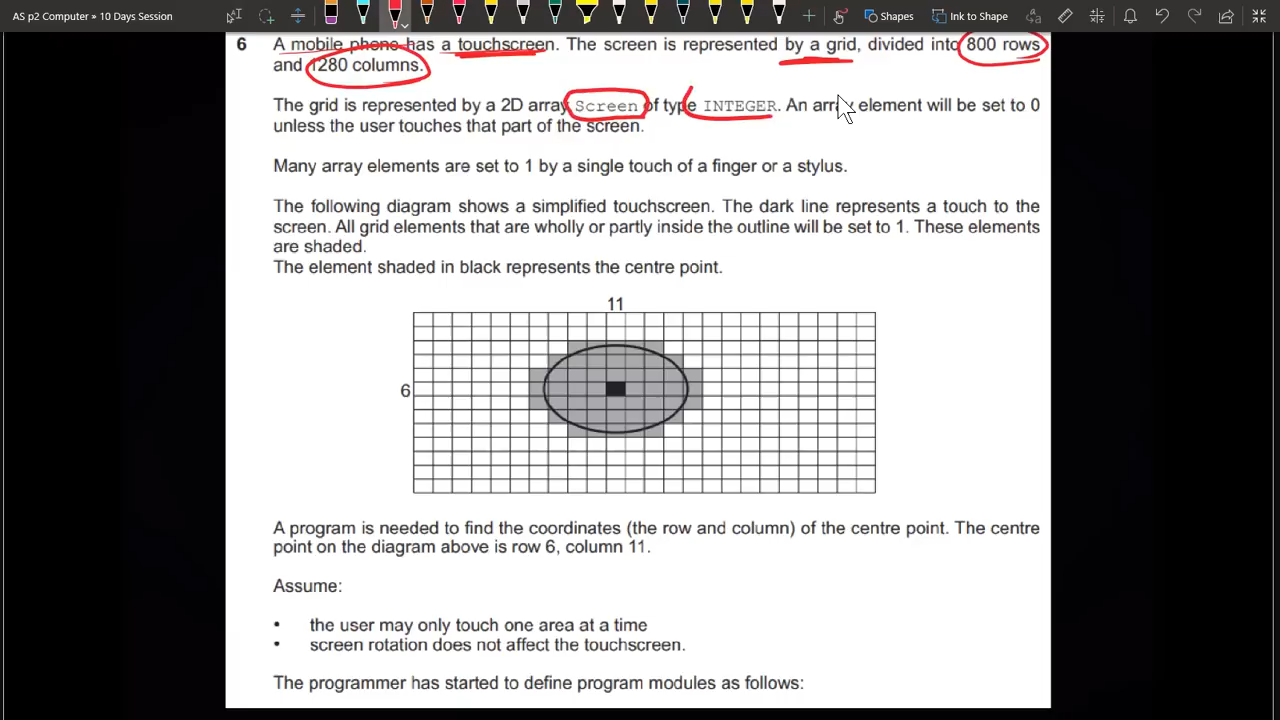 AS p2 Computer » 10 Days Session
Shapes
Ink to Shape
6 A mobile phone has a touchscreen. The screen is represented by a grid, divided into 800 rows
and 1280 columns.
The grid is represented by a 2D array Screen of type INTEGER. An array element will be set to 0
unless the user touches that part of the screen.
Many array elements are set to 1 by a single touch of a finger or a stylus.
The following diagram shows a simplified touchscreen. The dark line represents a touch to the
screen. All grid elements that are wholly or partly inside the outline will be set to 1. These elements
are shaded.
The element shaded in black represents the centre point.
11
6
A program is needed to find the coordinates (the row and column) of the centre point. The centre
point on the diagram above is row 6, column 11.
Assume:
• the user may only touch one area at a time
• screen rotation does not affect the touchscreen.
The programmer has started to define program modules as follows: